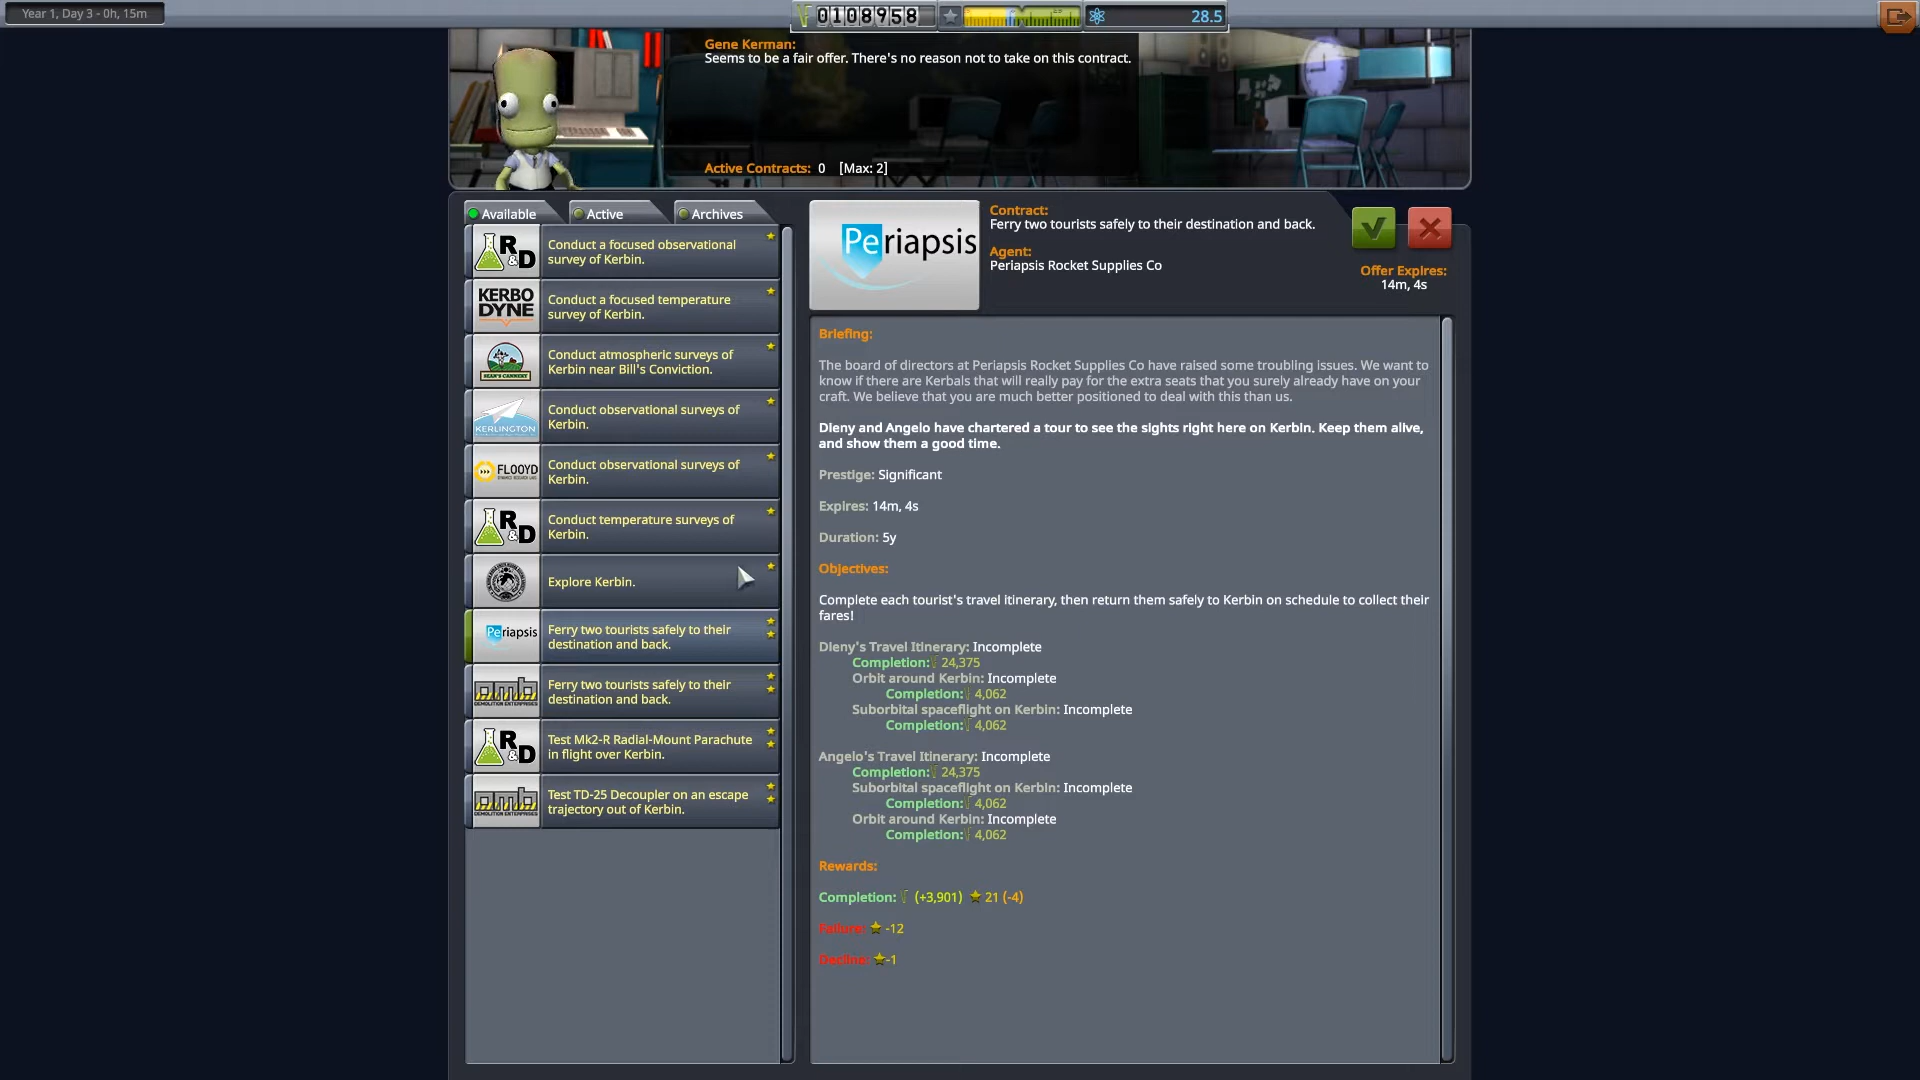 Year 1, Day 3 - 0h, 15m
0108958
28.5
Gene Kerman:
Seems to be a fair offer. There's no reason not to take on this contract.
Active Contracts: 0 [Max: 2]
Available
Active
Archives
R&D
Conduct a focused observational
survey of Kerbin.
KERBO
DYNE
Conduct a focused temperature
survey of Kerbin.
SEAN'S CANNERY
Conduct atmospheric surveys of
Kerbin near Bill's Conviction.
KERLINGTON
Conduct observational surveys of
Kerbin.
FLOOYD
Conduct observational surveys of
Kerbin.
R&D
Conduct temperature surveys of
Kerbin.
Explore Kerbin.
Periapsis
Ferry two tourists safely to their
destination and back.
omb
DEMOLITION ENTERPRISES
Ferry two tourists safely to their
destination and back.
R&D
Test Mk2-R Radial-Mount Parachute
in flight over Kerbin.
omb
DEMOLITION ENTERPRISES
Test TD-25 Decoupler on an escape
trajectory out of Kerbin.
Periapsis
Contract:
Ferry two tourists safely to their destination and back.
Agent:
Periapsis Rocket Supplies Co
Offer Expires:
14m, 4s
Briefing:
The board of directors at Periapsis Rocket Supplies Co have raised some troubling issues. We want to
know if there are Kerbals that will really pay for the extra seats that you surely already have on your
craft. We believe that you are much better positioned to deal with this than us.
Dleny and Angelo have chartered a tour to see the sights right here on Kerbin. Keep them alive,
and show them a good time.
Prestige: Significant
Expires: 14m, 4s
Duration: 5y
Objectives:
Complete each tourist's travel itinerary, then return them safely to Kerbin on schedule to collect their
fares!
Dleny's Travel Itinerary: Incomplete
Completion: 24,375
Orbit around Kerbin: Incomplete
Completion: 4,062
Suborbital spaceflight on Kerbin: Incomplete
Completion: 4,062
Angelo's Travel Itinerary: Incomplete
Completion: 24,375
Suborbital spaceflight on Kerbin: Incomplete
Completion: 4,062
Orbit around Kerbin: Incomplete
Completion: 4,062
Rewards:
Completion: (+3,901) 21 (-4)
Failure: -12
Decline: -1